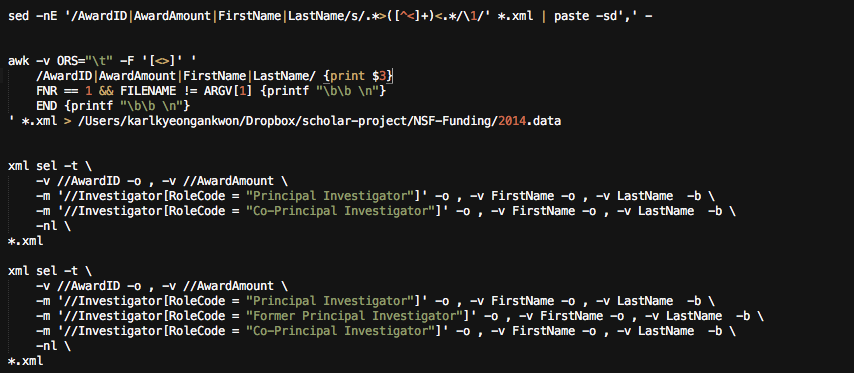 sed -nE '/AwardID|AwardAmount|FirstName|LastName/s/.*>([^<]+)<.*/\1/' *.xml | paste -sd',' -
awk -v ORS="\t" -F '[<>]' '
/AwardID|AwardAmount|FirstName|LastName/ {print $3}
FNR == 1 && FILENAME != ARGV[1] {printf "\b\b \n"}
END {printf "\b\b \n"}
' *.xml > /Users/karlkyeongankwon/Dropbox/scholar-project/NSF-Funding/2014.data
xml sel -t \
-v //AwardID -o , -v //AwardAmount \
-m '//Investigator[RoleCode = "Principal Investigator"]' -o , -v FirstName -o , -v LastName  -b \
-m '//Investigator[RoleCode = "Co-Principal Investigator"]' -o , -v FirstName -o , -v LastName  -b \
-nl \
*.xml
xml sel -t \
-v //AwardID -o , -v //AwardAmount \
-m '//Investigator[RoleCode = "Principal Investigator"]' -o , -v FirstName -o , -v LastName  -b \
-m '//Investigator[RoleCode = "Former Principal Investigator"]' -o , -v FirstName -o , -v LastName  -b \
-m '//Investigator[RoleCode = "Co-Principal Investigator"]' -o , -v FirstName -o , -v LastName  -b \
-nl \
*.xml